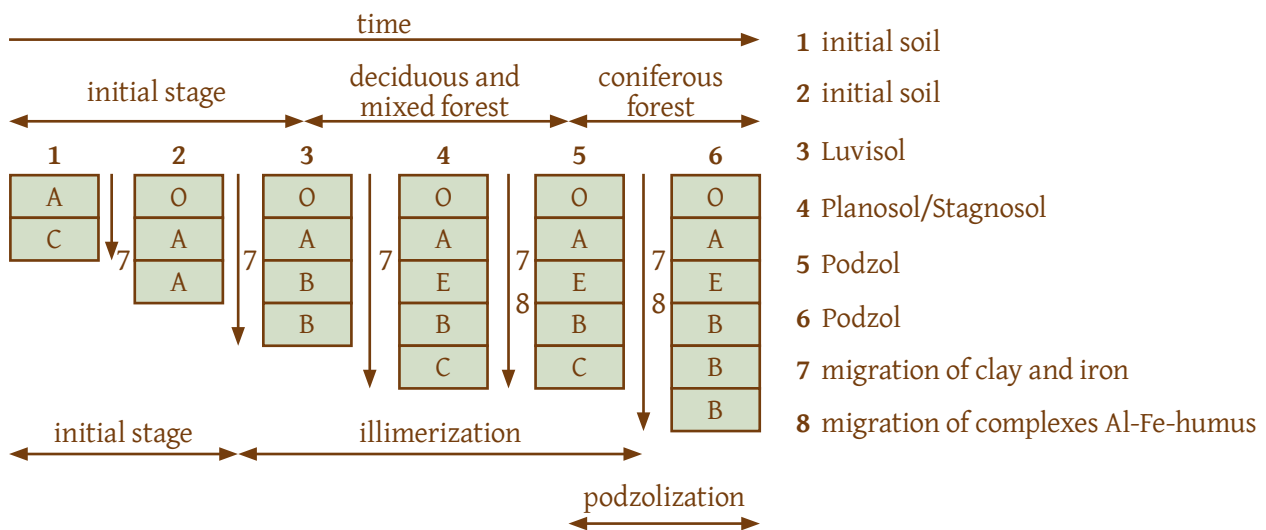 time
initial stage
deciduous and
mixed forest
coniferous
forest
1 2 3 4 5 6
A O O O O O
C A A A A A
7 7 7 7 7
A B E E E
8 8
B B B B
C C B
B
initial stage
illimerization
podzolization
1 initial soil
2 initial soil
3 Luvisol
4 Planosol/Stagnosol
5 Podzol
6 Podzol
7 migration of clay and iron
8 migration of complexes Al-Fe-humus